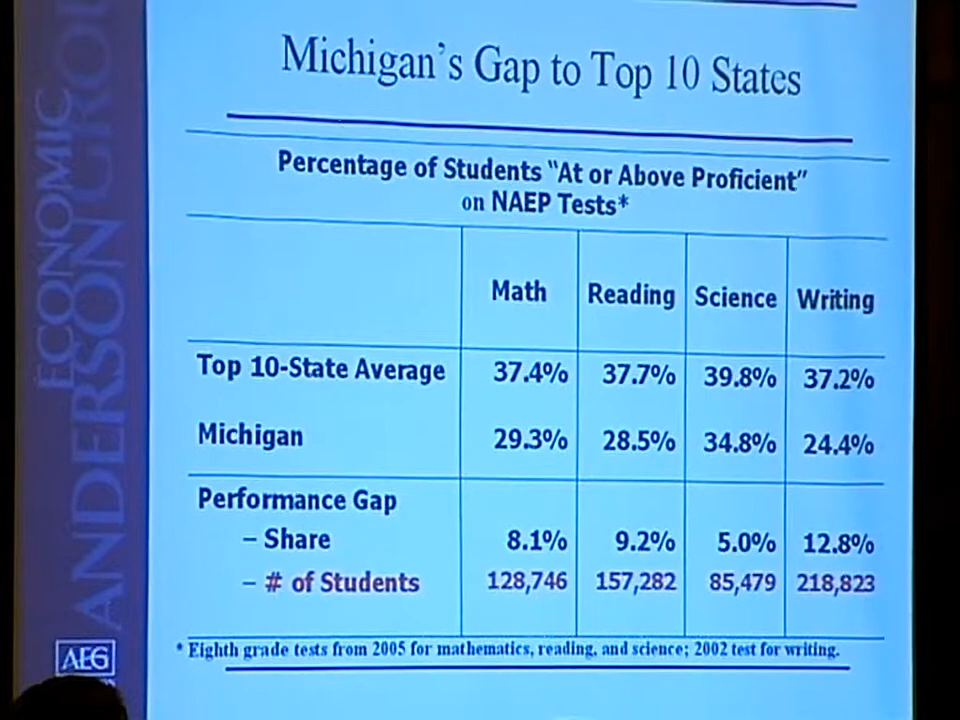 Michigan's Gap to Top 10 States
Percentage of Students "At or Above Proficient"
on NAEP Tests*
Math Reading Science Writing
Top 10-State Average 37.4% 37.7% 39.8% 37.2%
Michigan 29.3% 28.5% 34.8% 24.4%
Performance Gap
– Share 8.1% 9.2% 5.0% 12.8%
– # of Students 128,746 157,282 85,479 218,823
* Eighth grade tests from 2005 for mathematics, reading, and science; 2002 test for writing.
ANDERSON
ECONOMIC
GROU
AEG